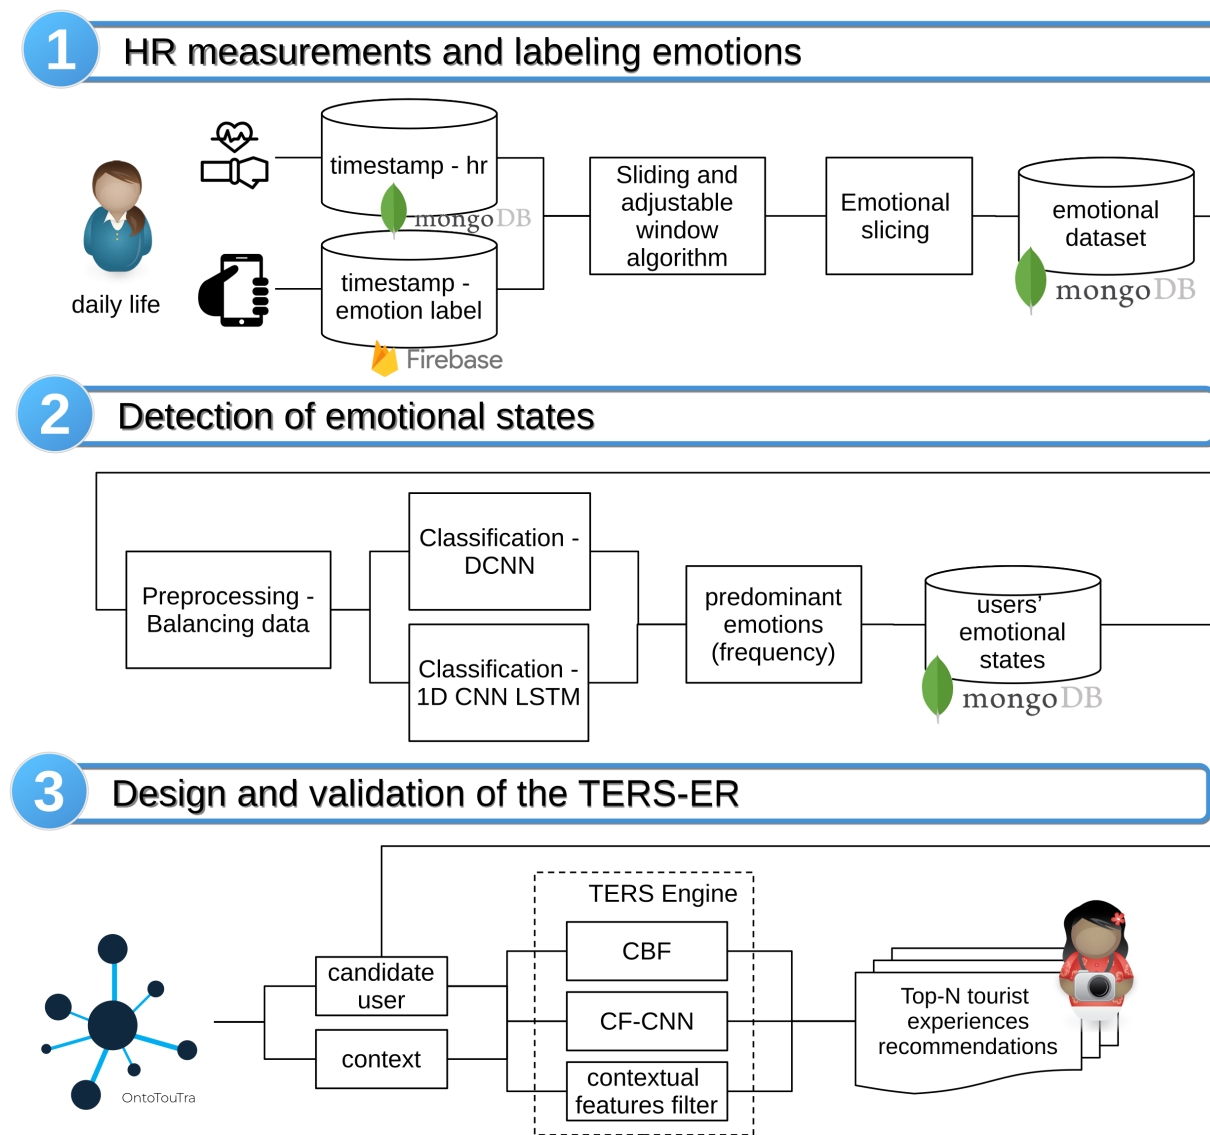 1
HR measurements and labeling emotions
timestamp - hr
mongoDB
timestamp -
emotion label
Firebase
daily life
Sliding and
adjustable
window
algorithm
Emotional
slicing
emotional
dataset
mongoDB
2
Detection of emotional states
Preprocessing -
Balancing data
Classification -
DCNN
Classification -
1D CNN LSTM
predominant
emotions
(frequency)
users’
emotional
states
mongoDB
3
Design and validation of the TERS-ER
OntoTouTra
candidate
user
context
TERS Engine
CBF
CF-CNN
contextual
features filter
Top-N tourist
experiences
recommendations